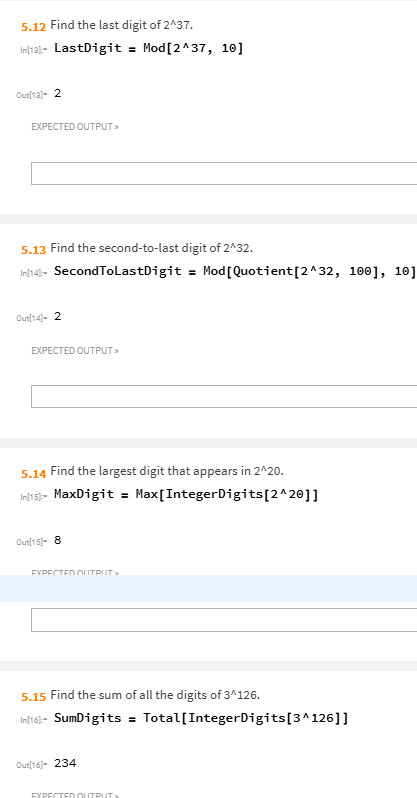 5.12 Find the last digit of 2^37.
In[13]:= LastDigit = Mod[2^37, 10]
Out[13]= 2
EXPECTED OUTPUT »
5.13 Find the second-to-last digit of 2^32.
In[14]:= SecondToLastDigit = Mod[Quotient[2^32, 100], 10]
Out[14]= 2
EXPECTED OUTPUT »
5.14 Find the largest digit that appears in 2^20.
In[15]:= MaxDigit = Max[IntegerDigits[2^20]]
Out[15]= 8
EXPECTED OUTPUT »
5.15 Find the sum of all the digits of 3^126.
In[16]:= SumDigits = Total[IntegerDigits[3^126]]
Out[16]= 234
EXPECTED OUTPUT »